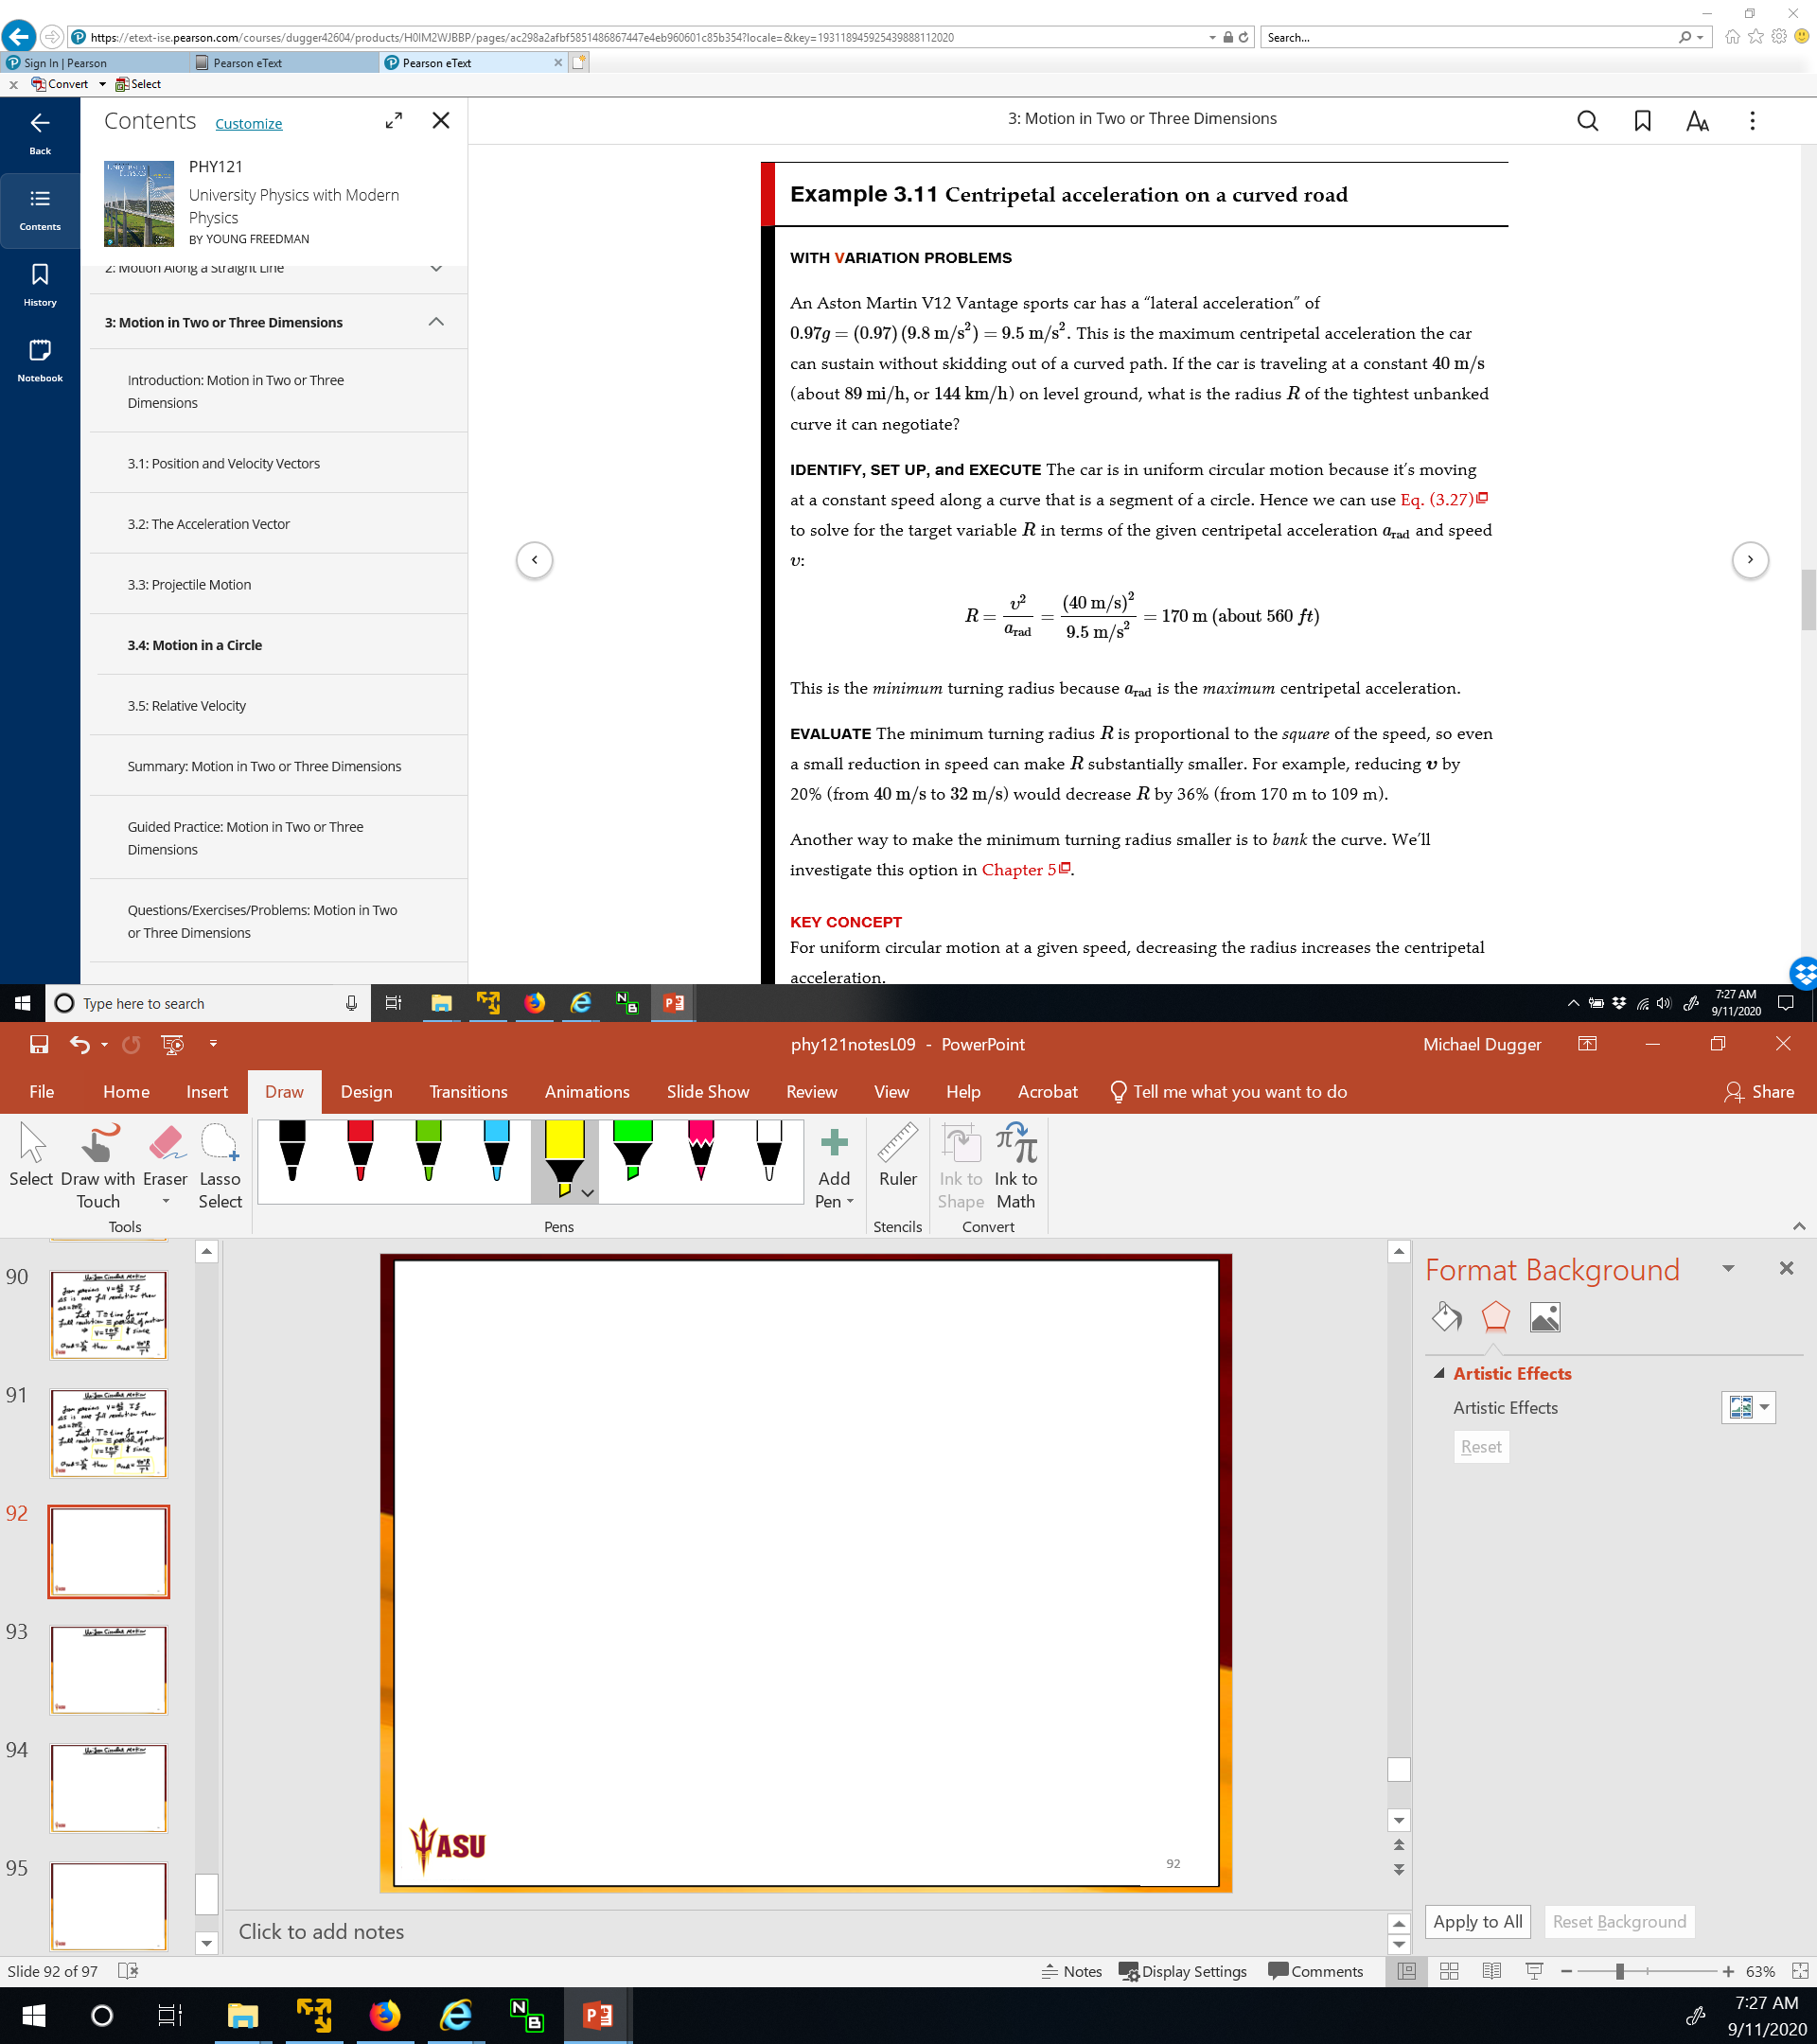 https://etext-ise.pearson.com/courses/dugger42604/products/H0IM2WJBBP/pages/ac298a2afbf5851486867447e4eb960601c85b354?locale=&key=19311894592543988811​2020
Search...
Sign In | Pearson
Pearson eText
Pearson eText
x Convert Select
Back
Contents
History
Notebook
Contents Customize
PHY121
University Physics with Modern
Physics
BY YOUNG FREEDMAN
2: Motion Along a Straight Line
3: Motion in Two or Three Dimensions
Introduction: Motion in Two or Three
Dimensions
3.1: Position and Velocity Vectors
3.2: The Acceleration Vector
3.3: Projectile Motion
3.4: Motion in a Circle
3.5: Relative Velocity
Summary: Motion in Two or Three Dimensions
Guided Practice: Motion in Two or Three
Dimensions
Questions/Exercises/Problems: Motion in Two
or Three Dimensions
3: Motion in Two or Three Dimensions
Example 3.11 Centripetal acceleration on a curved road
WITH VARIATION PROBLEMS
An Aston Martin V12 Vantage sports car has a “lateral acceleration” of
0.97g = (0.97)(9.8 m/s²) = 9.5 m/s². This is the maximum centripetal acceleration the car
can sustain without skidding out of a curved path. If the car is traveling at a constant 40 m/s
(about 89 mi/h, or 144 km/h) on level ground, what is the radius R of the tightest unbanked
curve it can negotiate?
IDENTIFY, SET UP, and EXECUTE The car is in uniform circular motion because it’s moving
at a constant speed along a curve that is a segment of a circle. Hence we can use Eq. (3.27)
to solve for the target variable R in terms of the given centripetal acceleration a_rad and speed
υ:
R = υ²/a_rad = (40 m/s)²/9.5 m/s² = 170 m (about 560 ft)
This is the minimum turning radius because a_rad is the maximum centripetal acceleration.
EVALUATE The minimum turning radius R is proportional to the square of the speed, so even
a small reduction in speed can make R substantially smaller. For example, reducing υ by
20% (from 40 m/s to 32 m/s) would decrease R by 36% (from 170 m to 109 m).
Another way to make the minimum turning radius smaller is to bank the curve. We’ll
investigate this option in Chapter 5.
KEY CONCEPT
For uniform circular motion at a given speed, decreasing the radius increases the centripetal
acceleration.
Type here to search
7:27 AM
9/11/2020
phy121notesL09 - PowerPoint
Michael Dugger
File Home Insert Draw Design Transitions Animations Slide Show Review View Help Acrobat Tell me what you want to do Share
Select Draw with Touch Eraser Lasso Select
Add Pen Ruler Ink to Shape Ink to Math
Tools Pens Stencils Convert
90
Uniform Circular Motion
91
Uniform Circular Motion
92
93
Uniform Circular Motion
94
Uniform Circular Motion
95
ASU
92
Click to add notes
Format Background
Artistic Effects
Artistic Effects
Reset
Apply to All Reset Background
Slide 92 of 97
Notes Display Settings Comments 63%
7:27 AM
9/11/2020